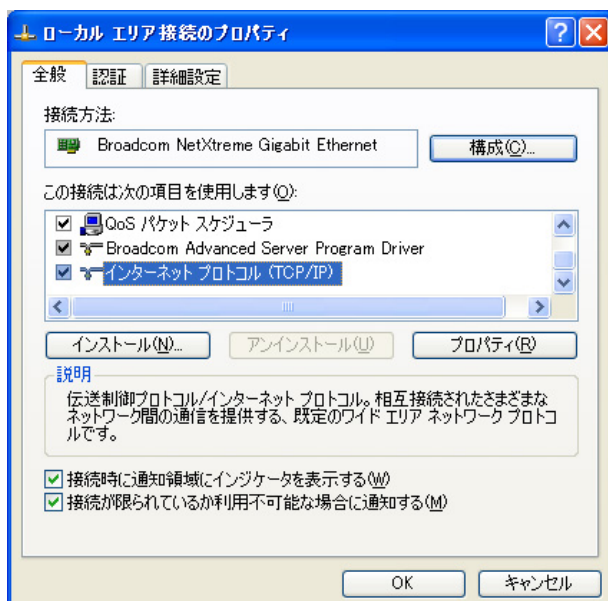 ローカル エリア接続のプロパティ
全般 認証 詳細設定
接続方法:
Broadcom NetXtreme Gigabit Ethernet 構成(C)...
この接続は次の項目を使用します(O):
QoS パケット スケジューラ
Broadcom Advanced Server Program Driver
インターネット プロトコル (TCP/IP)
インストール(N)... アンインストール(U) プロパティ(R)
説明
伝送制御プロトコル/インターネット プロトコル。相互接続されたさまざまな
ネットワーク間の通信を提供する、既定のワイド エリア ネットワーク プロトコ
ルです。
接続時に通知領域にインジケータを表示する(W)
接続が限られているか利用不可能な場合に通知する(M)
OK キャンセル